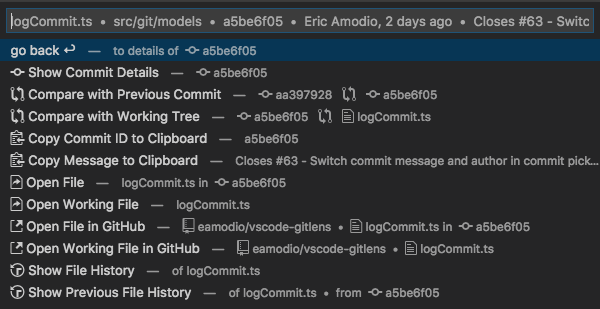 logCommit.ts • src/git/models • a5be6f05 • Eric Amodio, 2 days ago • Closes #63 - Switc
go back — to details of a5be6f05
Show Commit Details — a5be6f05
Compare with Previous Commit — aa397928 a5be6f05
Compare with Working Tree — a5be6f05 logCommit.ts
Copy Commit ID to Clipboard — a5be6f05
Copy Message to Clipboard — Closes #63 - Switch commit message and author in commit pick...
Open File — logCommit.ts in a5be6f05
Open Working File — logCommit.ts
Open File in GitHub — eamodio/vscode-gitlens • logCommit.ts in a5be6f05
Open Working File in GitHub — eamodio/vscode-gitlens • logCommit.ts
Show File History — of logCommit.ts
Show Previous File History — of logCommit.ts • from a5be6f05